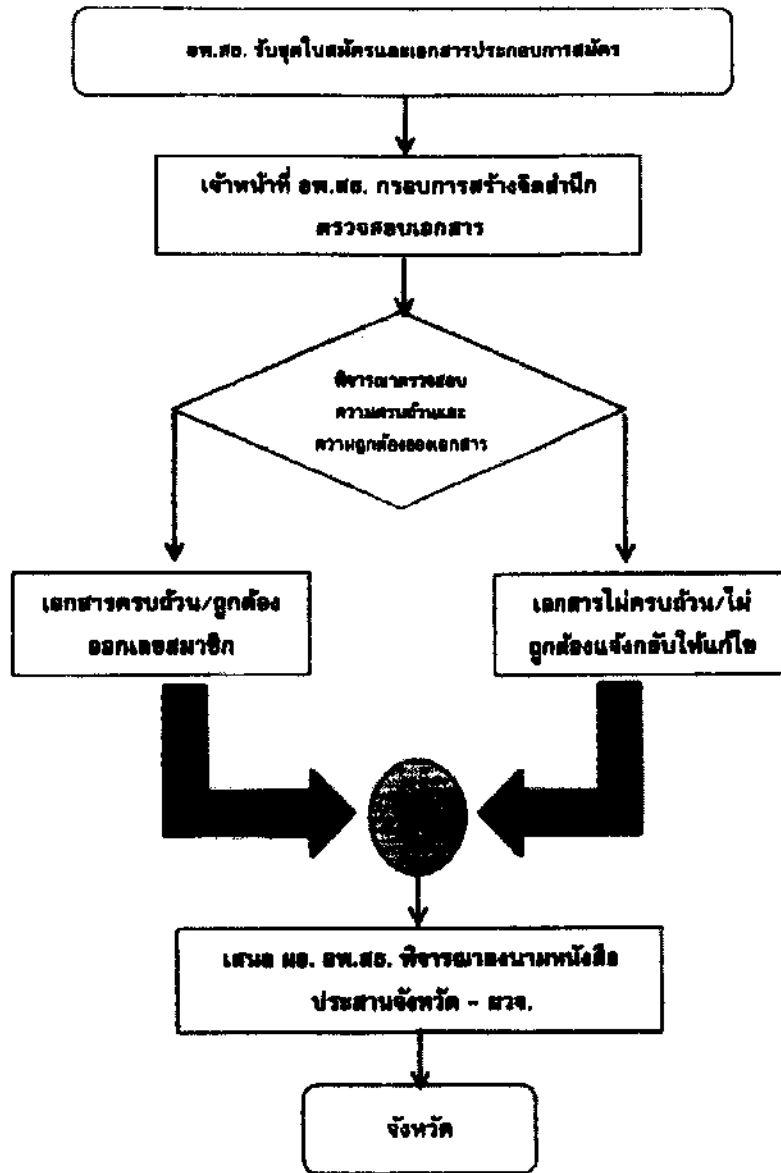 อพ.สธ. รับชุดใบสมัครและเอกสารประกอบการสมัคร
เจ้าหน้าที่ อพ.สธ. กรอบการสร้างจิตสำนึก
ตรวจสอบเอกสาร
พิจารณาตรวจสอบ
ความครบถ้วนและ
ความถูกต้องของเอกสาร
เอกสารครบถ้วน/ถูกต้อง
ออกเลขสมาชิก
เอกสารไม่ครบถ้วน/ไม่
ถูกต้องแจ้งกลับให้แก้ไข
เสนอ ผอ. อพ.สธ. พิจารณาลงนามหนังสือ
ประสานจังหวัด – ผวจ.
จังหวัด